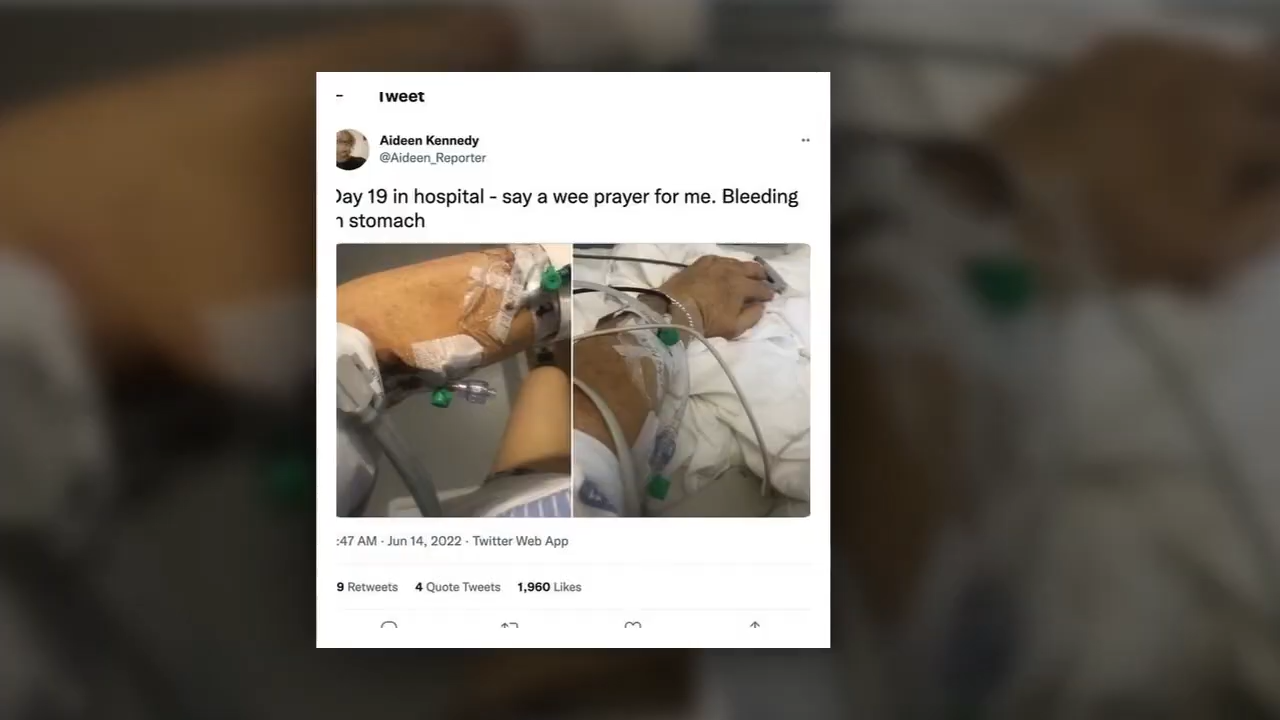 Tweet
Aideen Kennedy
@Aideen_Reporter
Day 19 in hospital - say a wee prayer for me. Bleeding
n stomach
:47 AM · Jun 14, 2022 · Twitter Web App
9 Retweets 4 Quote Tweets 1,960 Likes